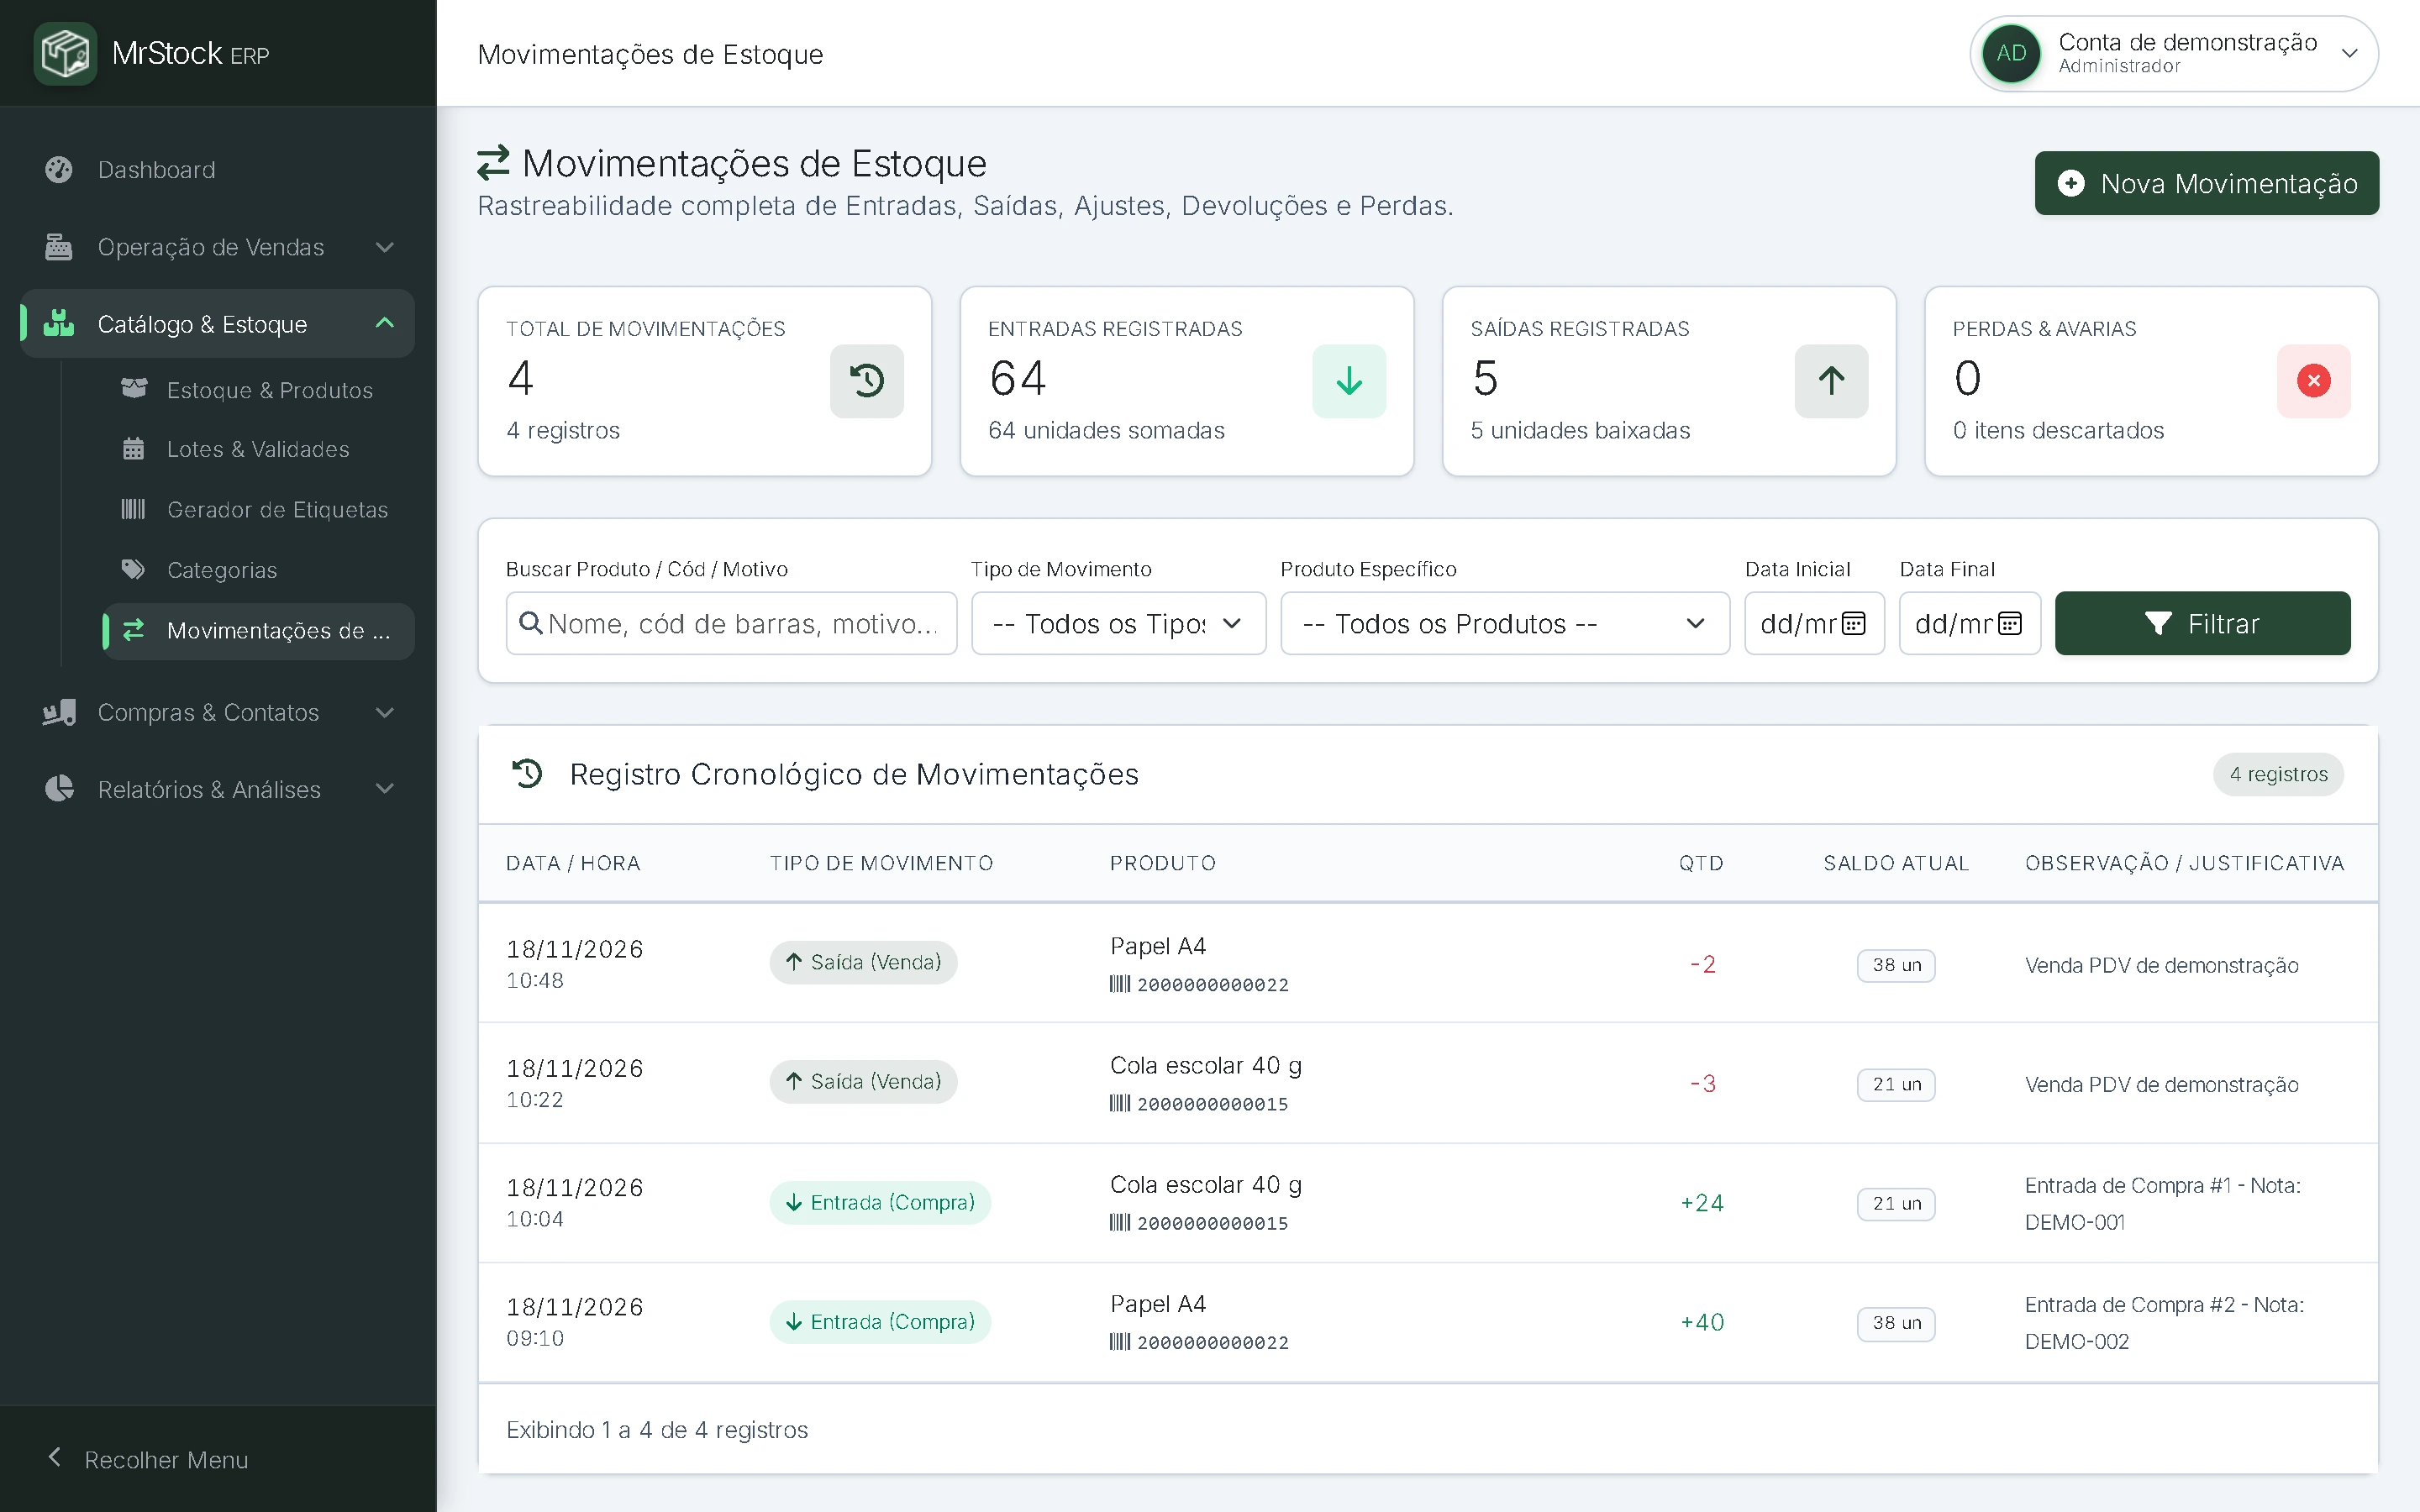 MrStock ERP
Movimentações de Estoque
AD
Conta de demonstração
Administrador
Dashboard
Operação de Vendas
Catálogo & Estoque
Estoque & Produtos
Lotes & Validades
Gerador de Etiquetas
Categorias
Movimentações de ...
Compras & Contatos
Relatórios & Análises
Recolher Menu
Movimentações de Estoque
Rastreabilidade completa de Entradas, Saídas, Ajustes, Devoluções e Perdas.
Nova Movimentação
TOTAL DE MOVIMENTAÇÕES
4
4 registros
ENTRADAS REGISTRADAS
64
64 unidades somadas
SAÍDAS REGISTRADAS
5
5 unidades baixadas
PERDAS & AVARIAS
0
0 itens descartados
Buscar Produto / Cód / Motivo
Nome, cód de barras, motivo...
Tipo de Movimento
-- Todos os Tipos
Produto Específico
-- Todos os Produtos --
Data Inicial
dd/mm
Data Final
dd/mm
Filtrar
Registro Cronológico de Movimentações
4 registros
DATA / HORA TIPO DE MOVIMENTO PRODUTO QTD SALDO ATUAL OBSERVAÇÃO / JUSTIFICATIVA
18/11/2026
10:48
Saída (Venda)
Papel A4
2000000000022
-2
38 un
Venda PDV de demonstração
18/11/2026
10:22
Saída (Venda)
Cola escolar 40 g
2000000000015
-3
21 un
Venda PDV de demonstração
18/11/2026
10:04
Entrada (Compra)
Cola escolar 40 g
2000000000015
+24
21 un
Entrada de Compra #1 - Nota:
DEMO-001
18/11/2026
09:10
Entrada (Compra)
Papel A4
2000000000022
+40
38 un
Entrada de Compra #2 - Nota:
DEMO-002
Exibindo 1 a 4 de 4 registros